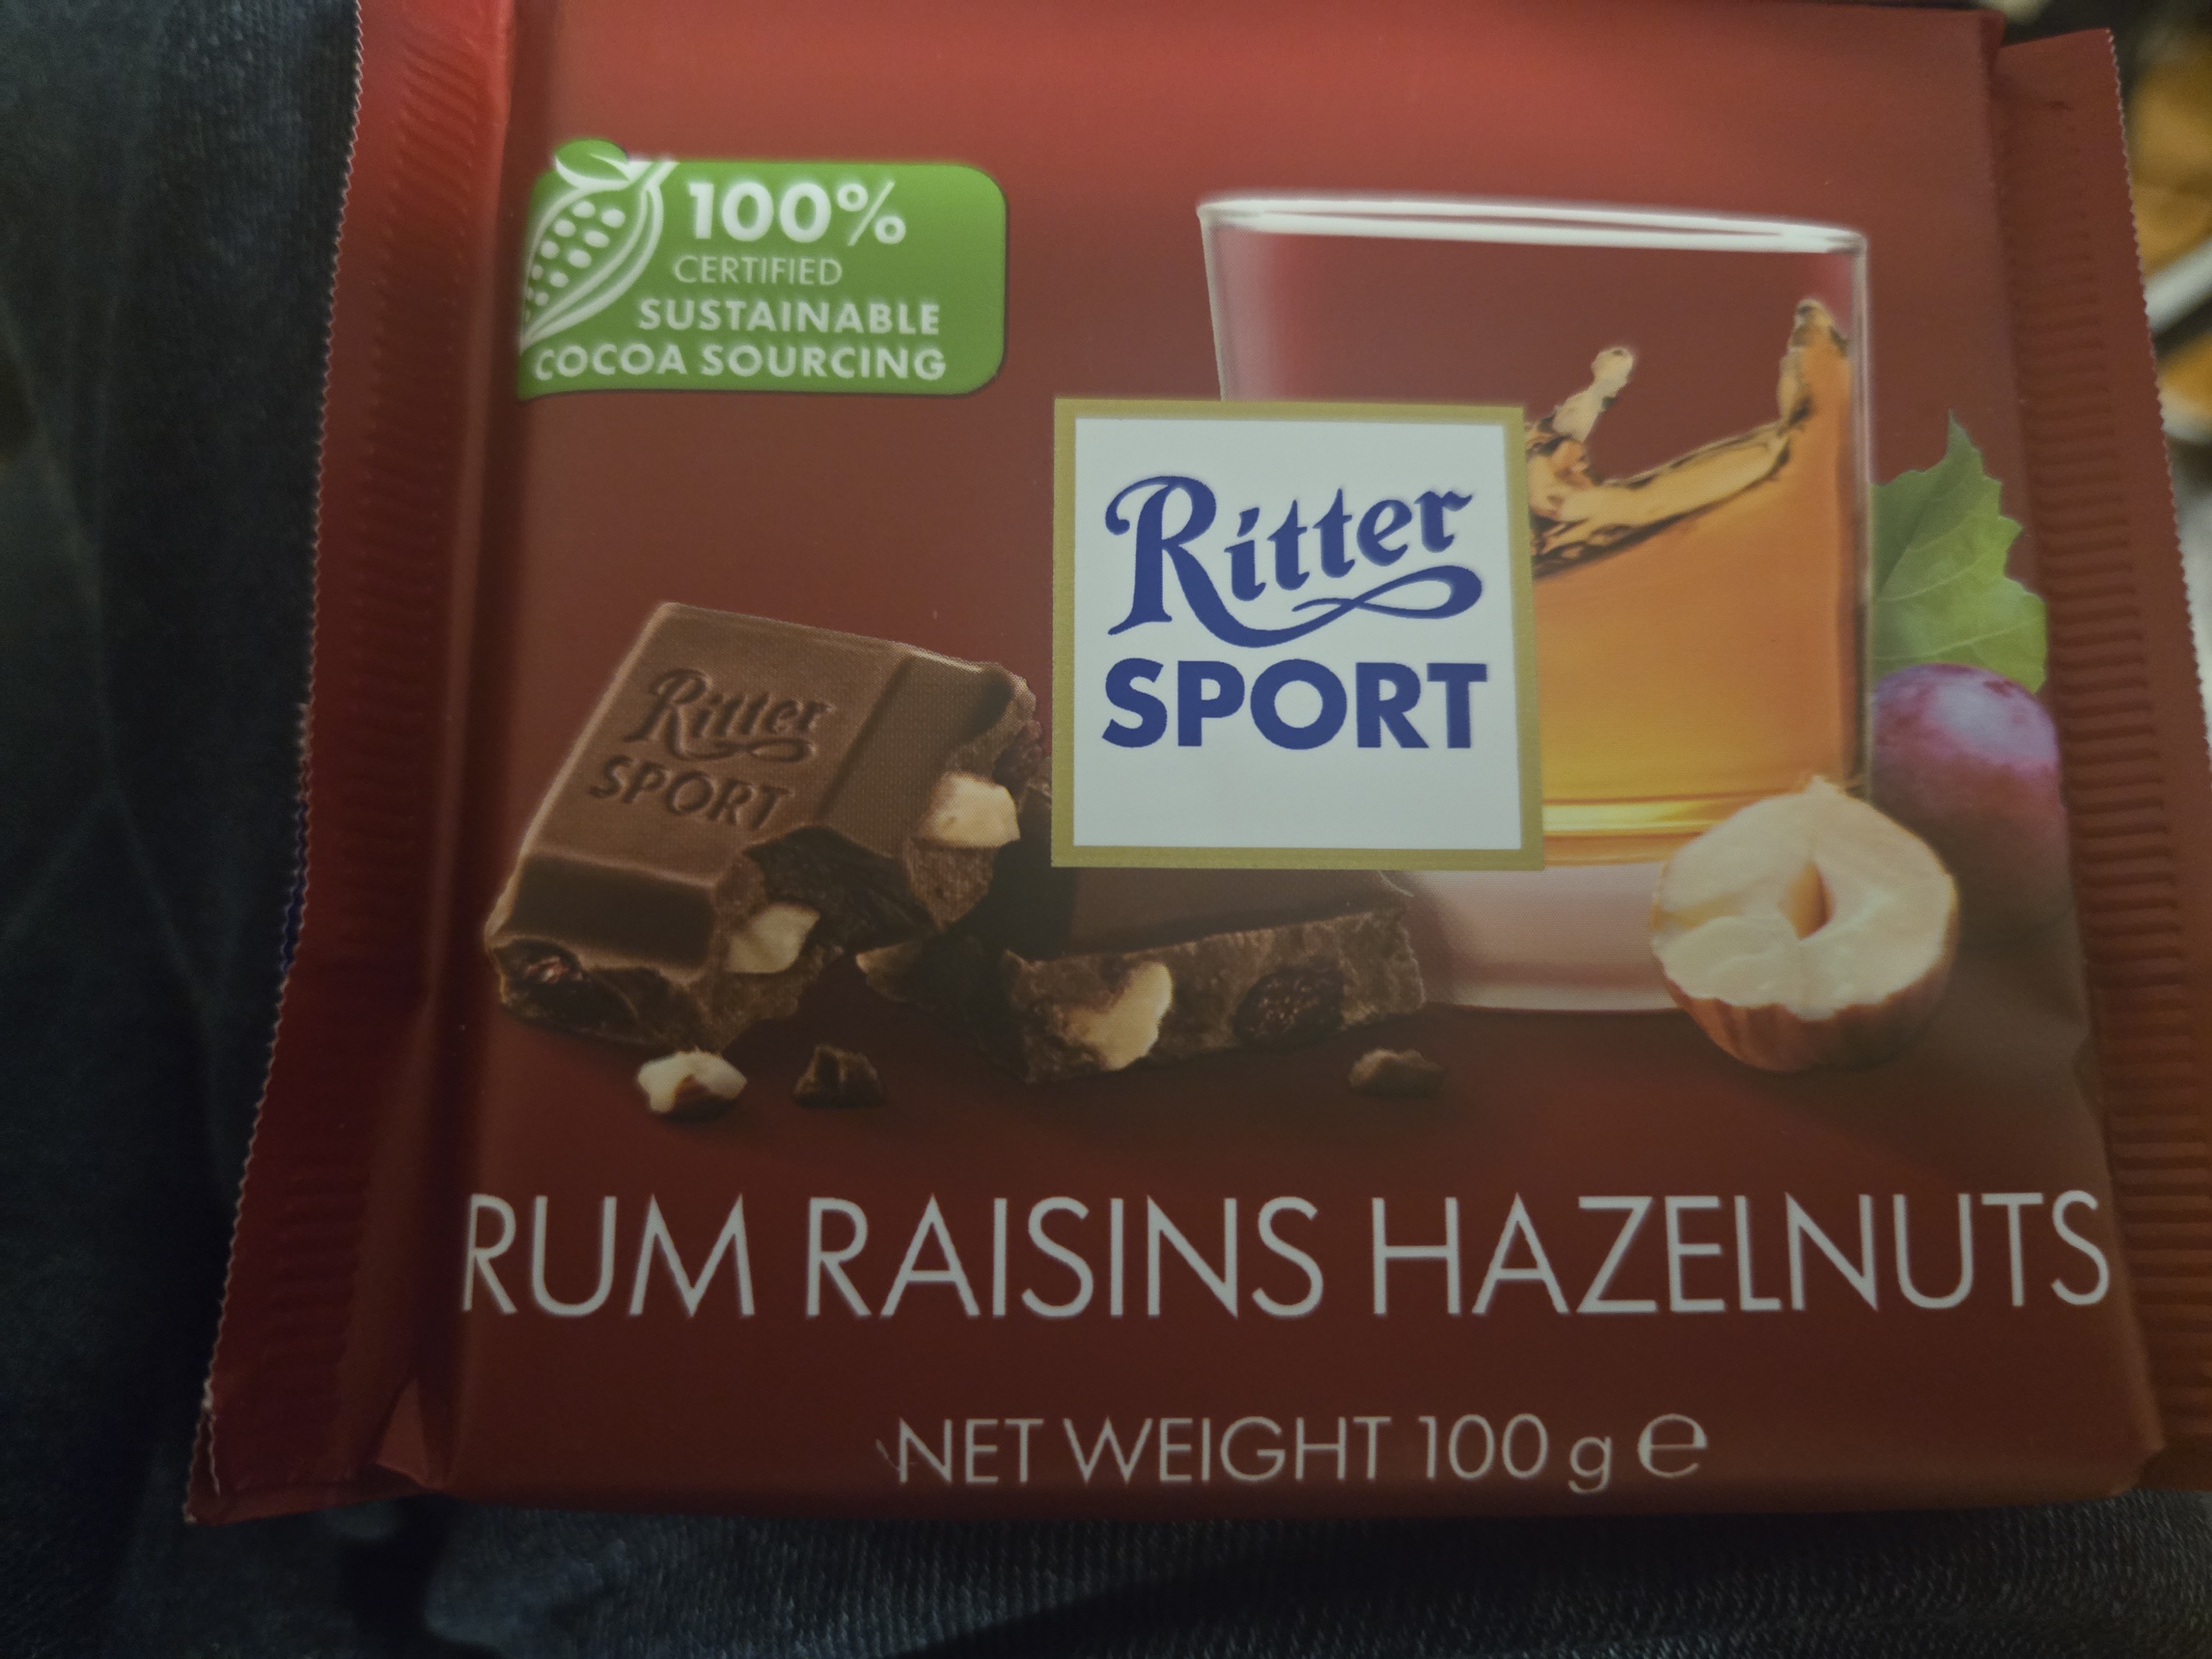 100%
CERTIFIED
SUSTAINABLE
COCOA SOURCING
Ritter
SPORT
Ritter
SPORT
RUM RAISINS HAZELNUTS
NET WEIGHT 100 g ℮